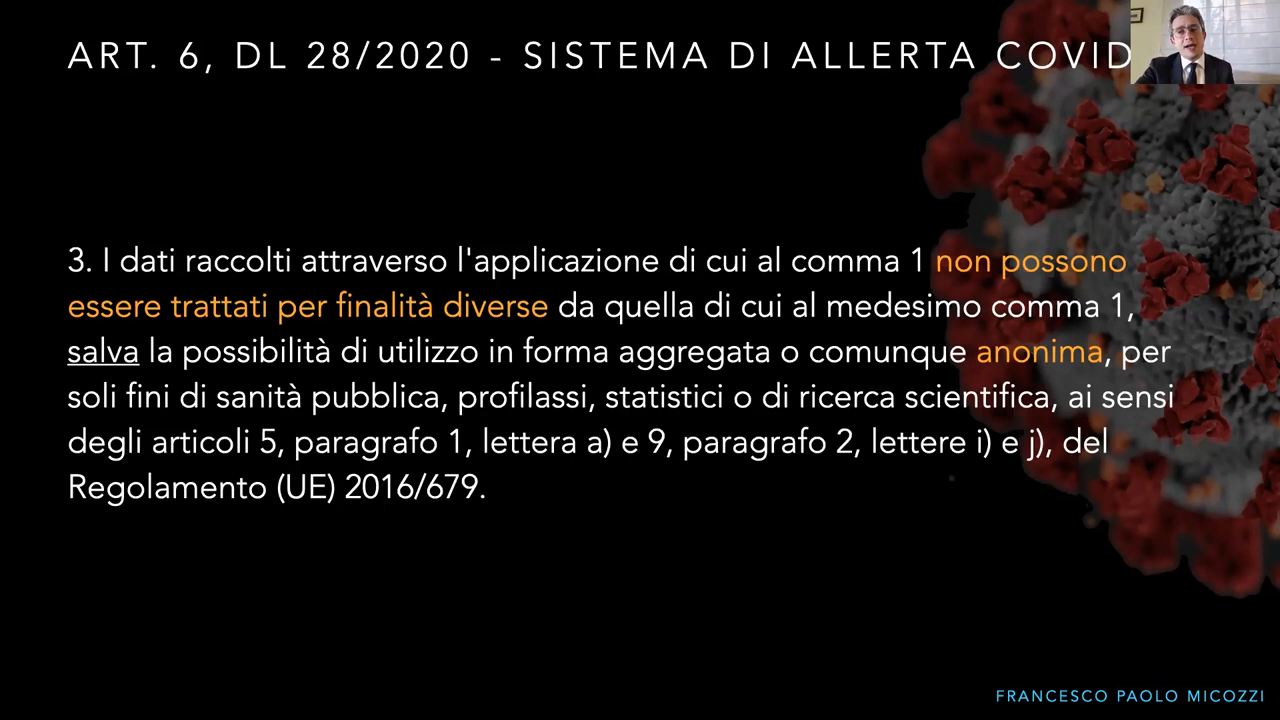 ART. 6, DL 28/2020 - SISTEMA DI ALLERTA COVID
3. I dati raccolti attraverso l'applicazione di cui al comma 1 non possono
essere trattati per finalità diverse da quella di cui al medesimo comma 1,
salva la possibilità di utilizzo in forma aggregata o comunque anonima, per
soli fini di sanità pubblica, profilassi, statistici o di ricerca scientifica, ai sensi
degli articoli 5, paragrafo 1, lettera a) e 9, paragrafo 2, lettere i) e j), del
Regolamento (UE) 2016/679.
FRANCESCO PAOLO MICOZZI